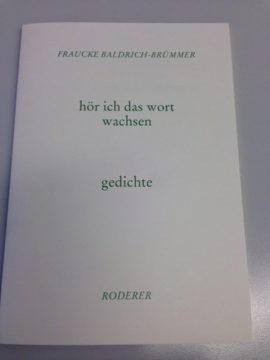 FRAUCKE BALDRICH-BRÜMMER
hör ich das wort
wachsen
gedichte
RODERER